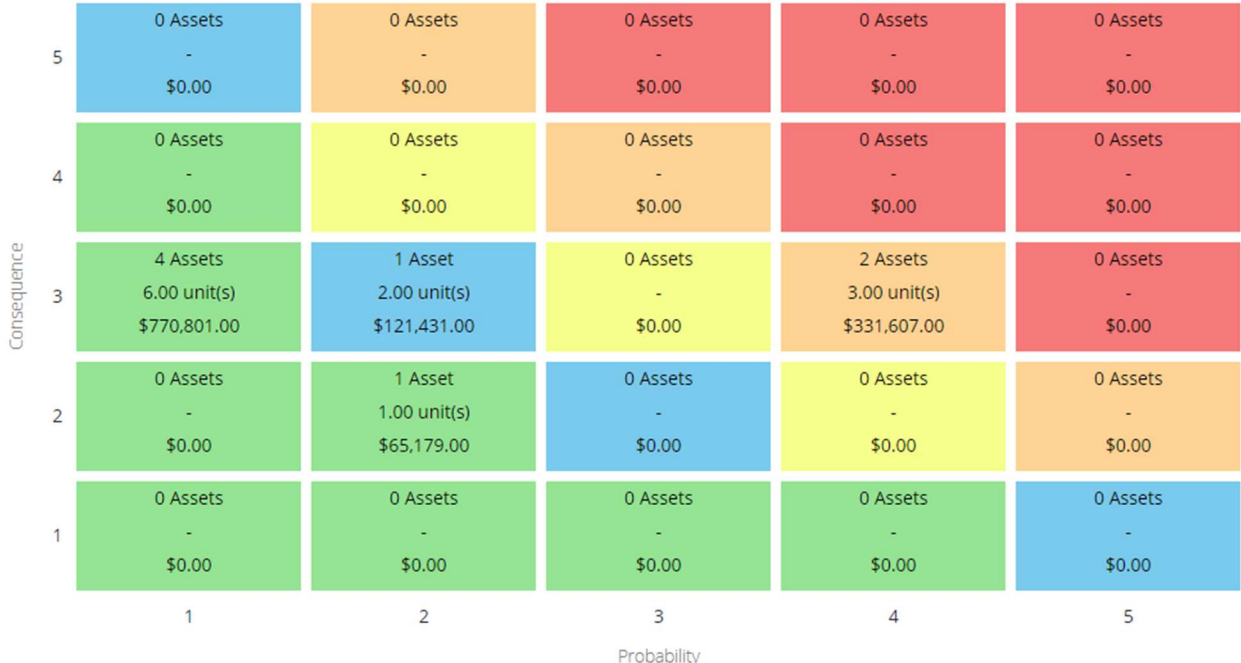 0 Assets 0 Assets 0 Assets 0 Assets 0 Assets
5 - - - - -
$0.00 $0.00 $0.00 $0.00 $0.00
0 Assets 0 Assets 0 Assets 0 Assets 0 Assets
4 - - - - -
$0.00 $0.00 $0.00 $0.00 $0.00
Consequence
4 Assets 1 Asset 0 Assets 2 Assets 0 Assets
3 6.00 unit(s) 2.00 unit(s) - 3.00 unit(s) -
$770,801.00 $121,431.00 $0.00 $331,607.00 $0.00
0 Assets 1 Asset 0 Assets 0 Assets 0 Assets
2 - 1.00 unit(s) - - -
$0.00 $65,179.00 $0.00 $0.00 $0.00
0 Assets 0 Assets 0 Assets 0 Assets 0 Assets
1 - - - - -
$0.00 $0.00 $0.00 $0.00 $0.00
1 2 3 4 5
Probability